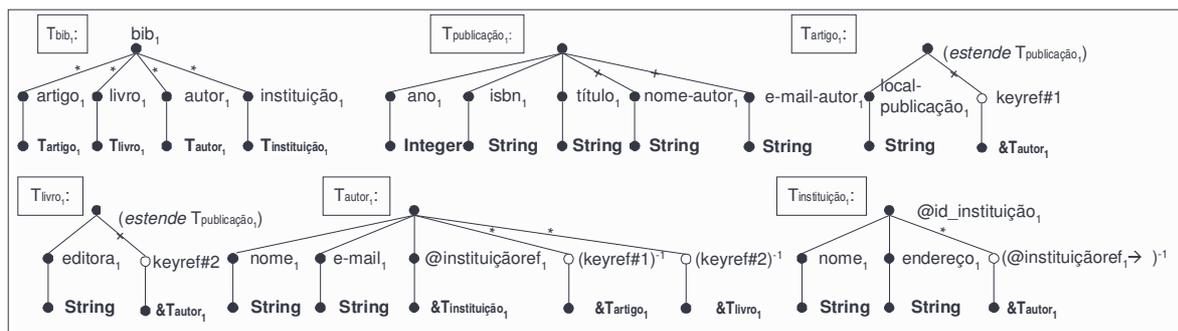 Tbib₁: bib₁ Tpublicação₁: Tartigo₁: (estende Tpublicação₁)
* * * * + + +
artigo₁ livro₁ autor₁ instituição₁ ano₁ isbn₁ título₁ nome-autor₁ e-mail-autor₁ local-publicação₁ keyref#1
Tartigo₁ Tlivro₁ Tautor₁ Tinstituição₁ Integer String String String String String &Tautor₁
Tlivro₁: (estende Tpublicação₁) Tautor₁: Tinstituição₁: @id_instituição₁
+ * * *
editora₁ keyref#2 nome₁ e-mail₁ @instituiçãoref₁ (keyref#1)⁻¹ (keyref#2)⁻¹ nome₁ endereço₁ (@instituiçãoref₁→ )⁻¹
String &Tautor₁ String String &Tinstituição₁ &Tartigo₁ &Tlivro₁ String String &Tautor₁